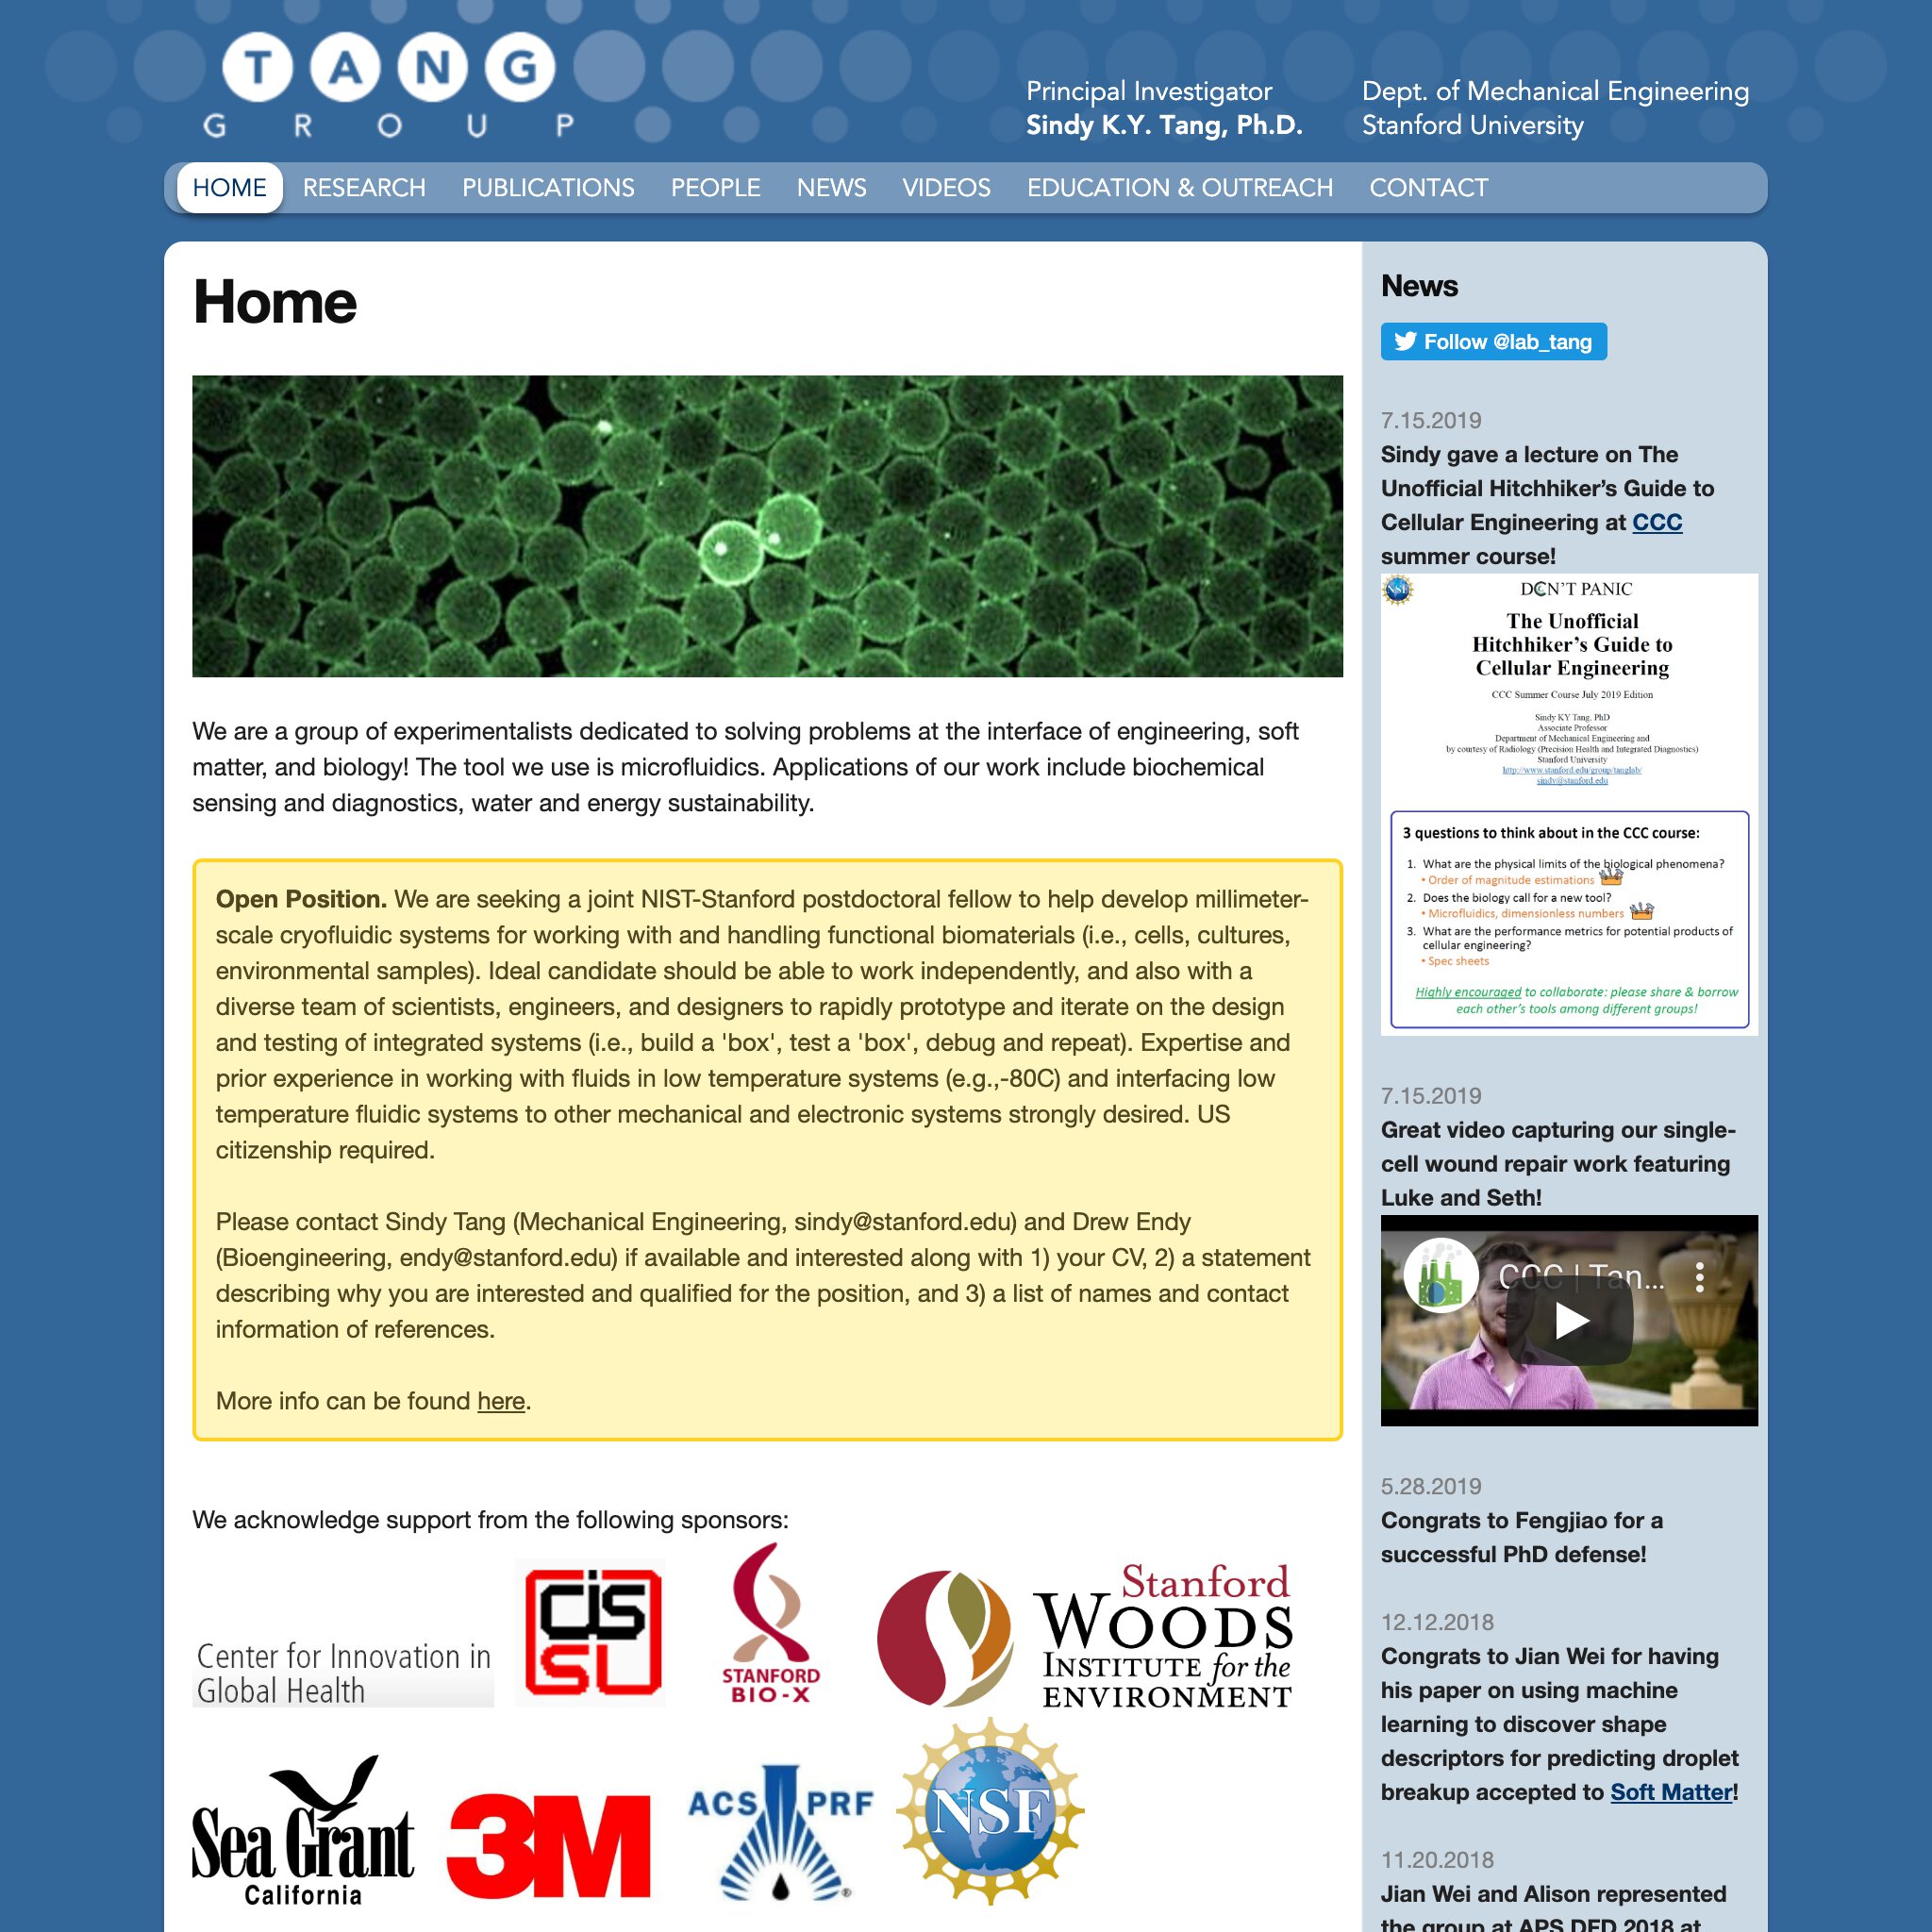 TANG
GROUP
Principal Investigator
Sindy K.Y. Tang, Ph.D.
Dept. of Mechanical Engineering
Stanford University
HOME RESEARCH PUBLICATIONS PEOPLE NEWS VIDEOS EDUCATION & OUTREACH CONTACT
Home
We are a group of experimentalists dedicated to solving problems at the interface of engineering, soft
matter, and biology! The tool we use is microfluidics. Applications of our work include biochemical
sensing and diagnostics, water and energy sustainability.
Open Position. We are seeking a joint NIST-Stanford postdoctoral fellow to help develop millimeter-
scale cryofluidic systems for working with and handling functional biomaterials (i.e., cells, cultures,
environmental samples). Ideal candidate should be able to work independently, and also with a
diverse team of scientists, engineers, and designers to rapidly prototype and iterate on the design
and testing of integrated systems (i.e., build a 'box', test a 'box', debug and repeat). Expertise and
prior experience in working with fluids in low temperature systems (e.g.,-80C) and interfacing low
temperature fluidic systems to other mechanical and electronic systems strongly desired. US
citizenship required.
Please contact Sindy Tang (Mechanical Engineering, sindy@stanford.edu) and Drew Endy
(Bioengineering, endy@stanford.edu) if available and interested along with 1) your CV, 2) a statement
describing why you are interested and qualified for the position, and 3) a list of names and contact
information of references.
More info can be found here.
We acknowledge support from the following sponsors:
Center for Innovation in
Global Health
CIS
SU
STANFORD
BIO-X
Stanford
WOODS
INSTITUTE for the
ENVIRONMENT
Sea Grant
California
3M
ACS PRF
®
NSF
News
Follow @lab_tang
7.15.2019
Sindy gave a lecture on The
Unofficial Hitchhiker’s Guide to
Cellular Engineering at CCC
summer course!
NSF
DON'T PANIC
The Unofficial
Hitchhiker’s Guide to
Cellular Engineering
CCC Summer Course July 2019 Edition
Sindy KY Tang, PhD
Associate Professor
Department of Mechanical Engineering and
by courtesy of Radiology (Precision Health and Integrated Diagnostics)
Stanford University
http://www.stanford.edu/group/tanglab/
sindy@stanford.edu
3 questions to think about in the CCC course:
1. What are the physical limits of the biological phenomena?
• Order of magnitude estimations
2. Does the biology call for a new tool?
• Microfluidics, dimensionless numbers
3. What are the performance metrics for potential products of
cellular engineering?
• Spec sheets
Highly encouraged to collaborate: please share & borrow
each other’s tools among different groups!
7.15.2019
Great video capturing our single-
cell wound repair work featuring
Luke and Seth!
CCC | Tan...
5.28.2019
Congrats to Fengjiao for a
successful PhD defense!
12.12.2018
Congrats to Jian Wei for having
his paper on using machine
learning to discover shape
descriptors for predicting droplet
breakup accepted to Soft Matter!
11.20.2018
Jian Wei and Alison represented
the group at APS DFD 2018 at